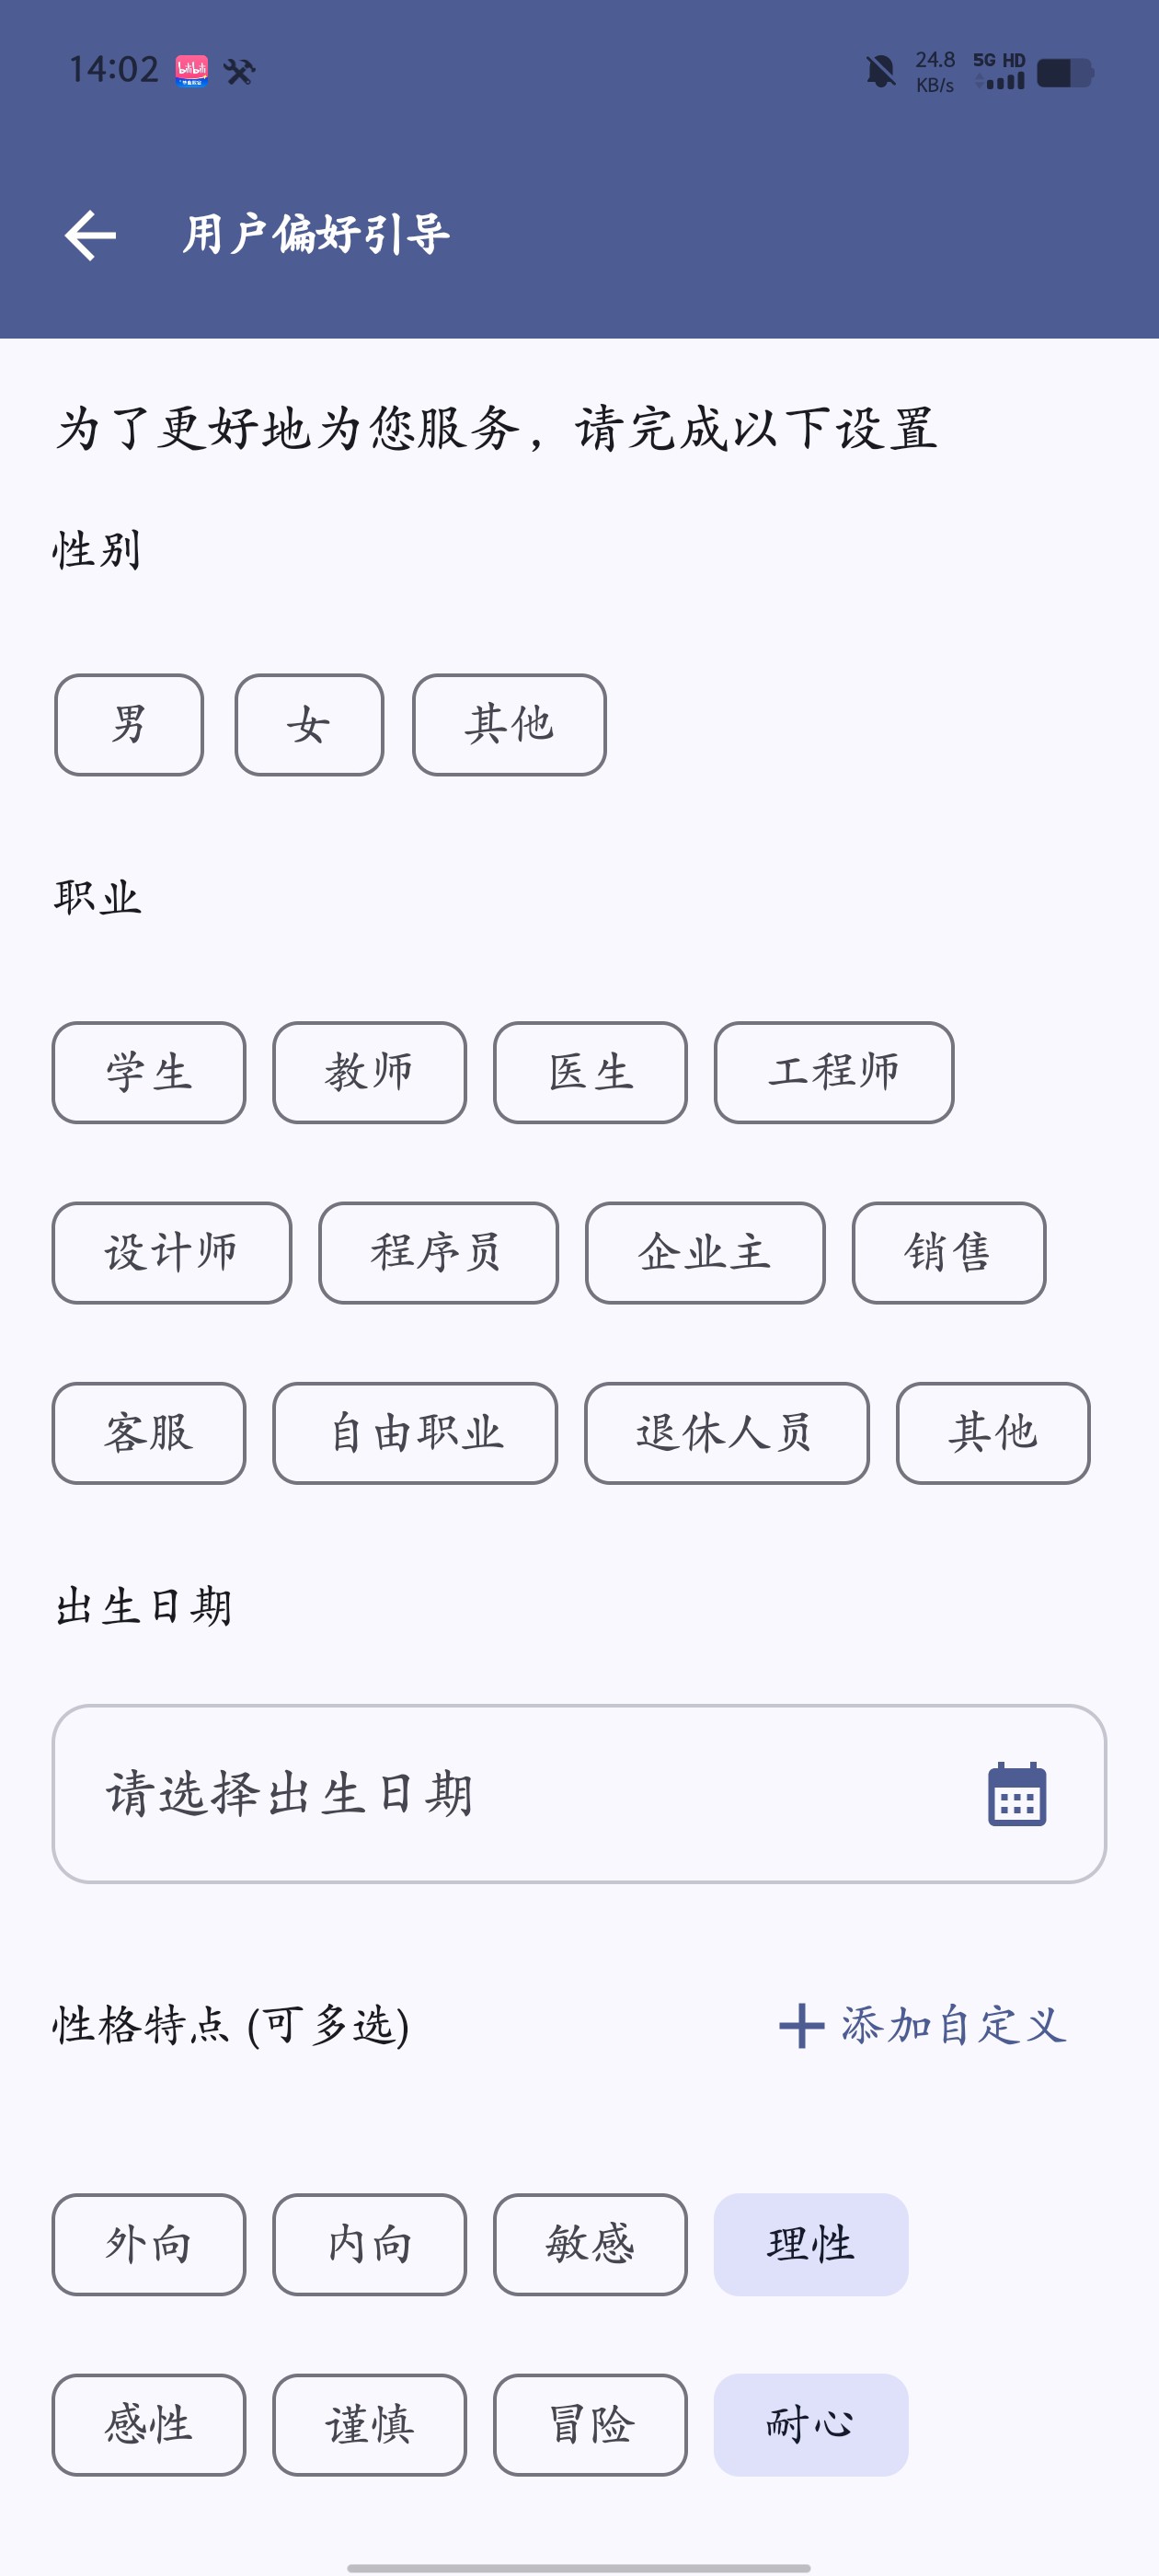 14:02
24.8 KB/s 5G HD
用户偏好引导
为了更好地为您服务，请完成以下设置
性别
男 女 其他
职业
学生 教师 医生 工程师
设计师 程序员 企业主 销售
客服 自由职业 退休人员 其他
出生日期
请选择出生日期
性格特点 (可多选) 添加自定义
外向 内向 敏感 理性
感性 谨慎 冒险 耐心